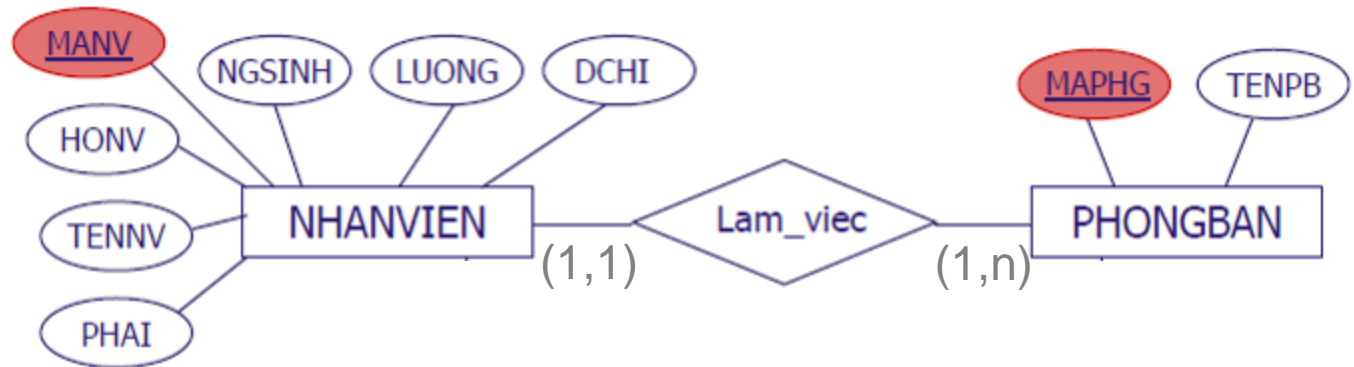 MANV
NGSINH
LUONG
DCHI
MAPHG
TENPB
HONV
TENNV
PHAI
NHANVIEN
(1,1)
Lam_viec
(1,n)
PHONGBAN